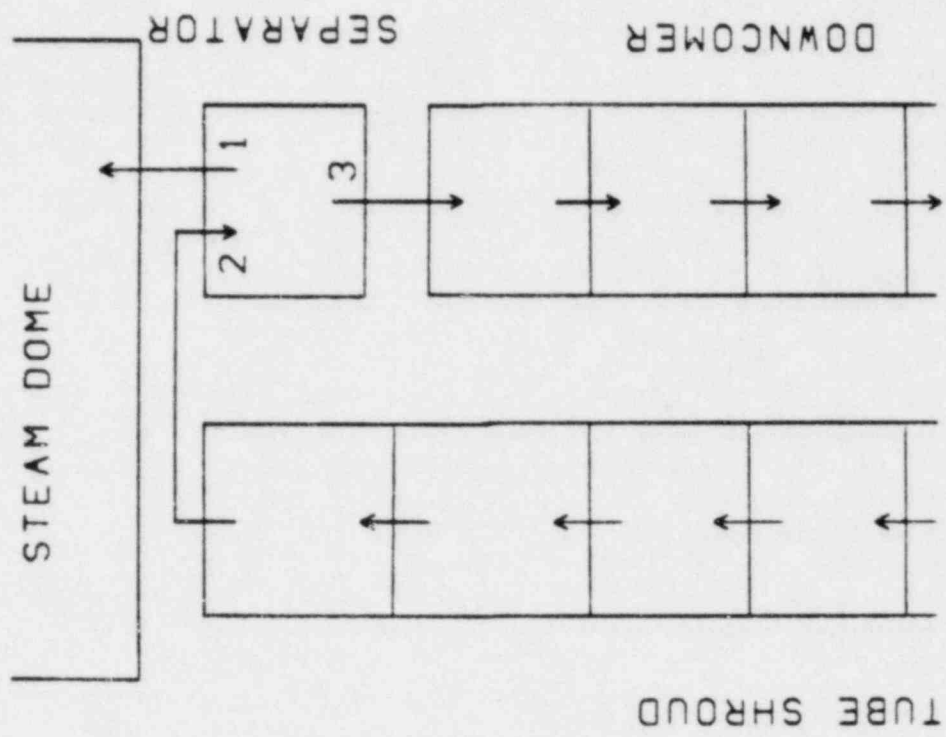 STEAM DOME
SEPARATOR
1
2
3
DOWNCOMER
TUBE SHROUD